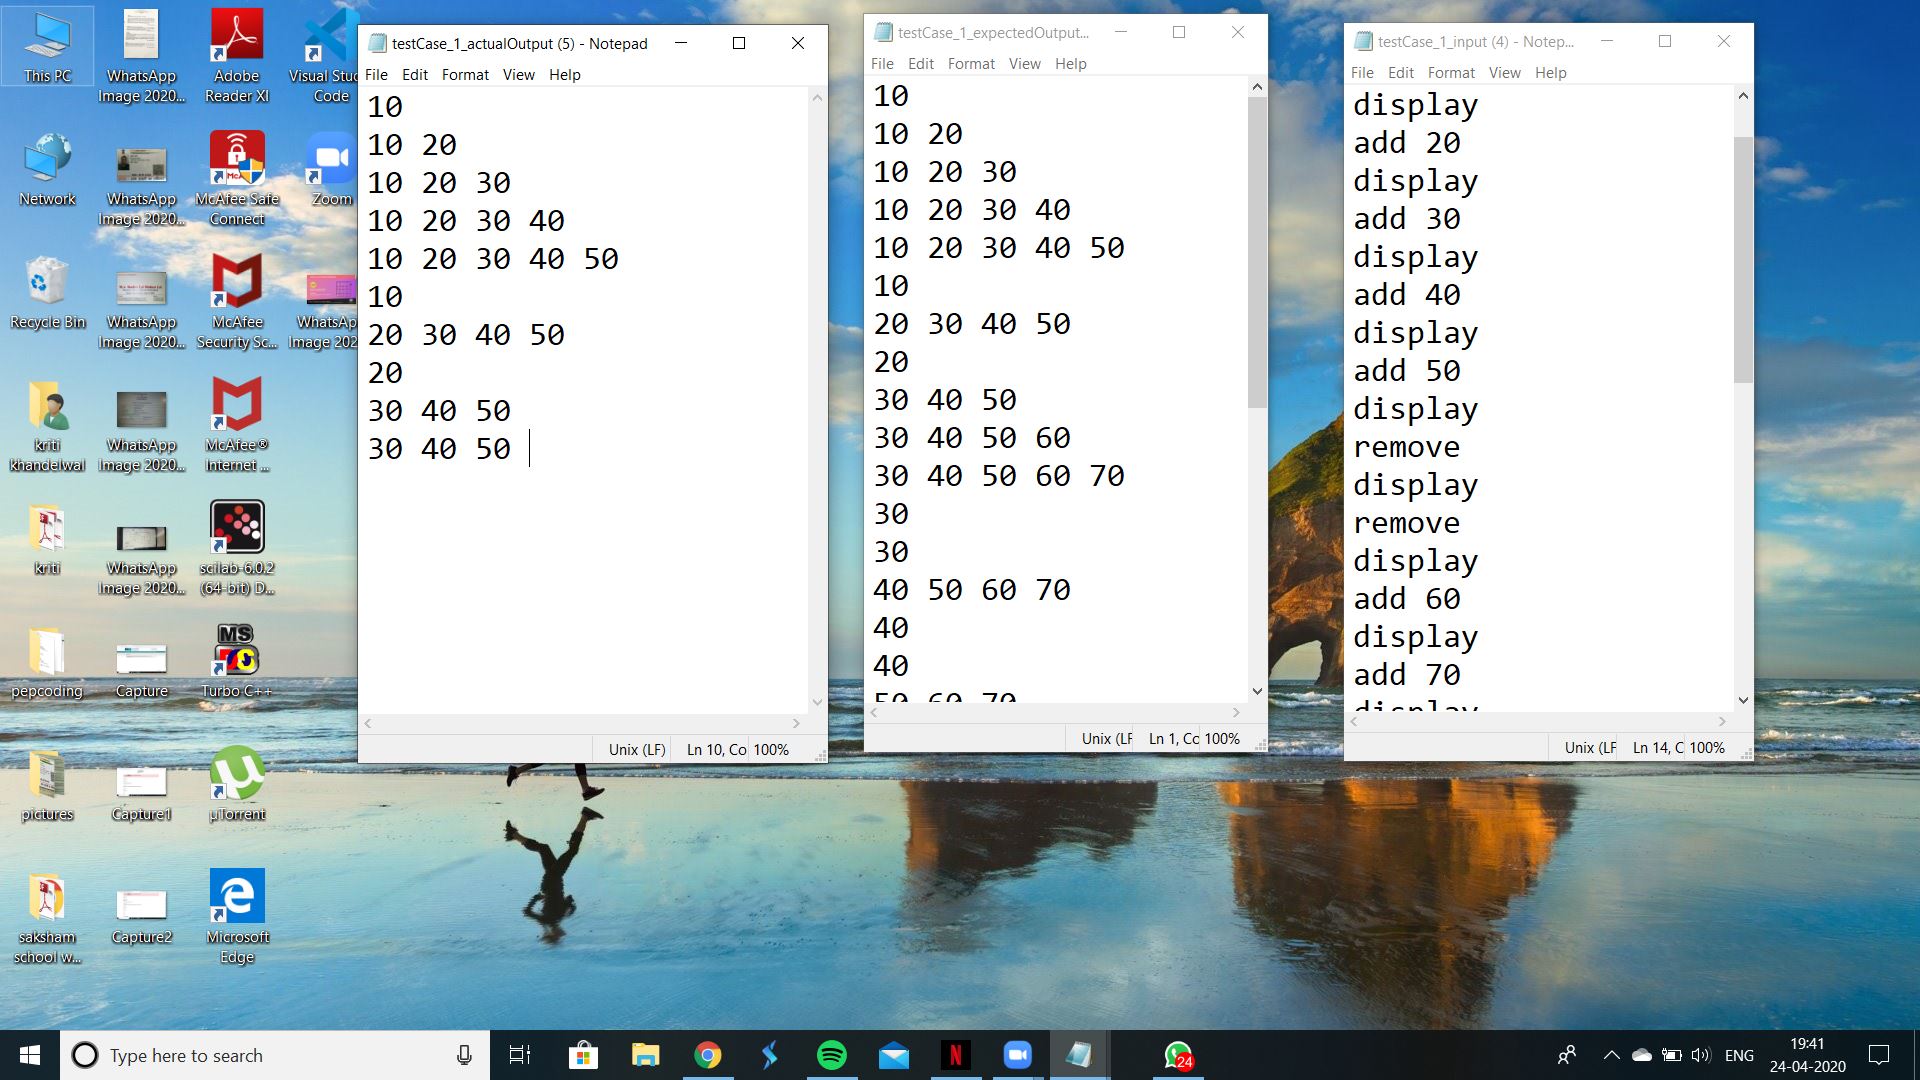 This PC
WhatsApp
Image 2020...
Adobe
Reader XI
Visual Stu
Code
Network
WhatsApp
Image 2020...
McAfee Safe
Connect
Zoom
Recycle Bin
WhatsApp
Image 2020...
McAfee
Security Sc...
WhatsAp
Image 202
kriti
khandelwal
WhatsApp
Image 2020...
McAfee®
Internet ...
kriti
WhatsApp
Image 2020...
scilab-6.0.2
(64-bit) D...
pepcoding
Capture
Turbo C++
pictures
Capture1
µTorrent
saksham
school w...
Capture2
Microsoft
Edge
testCase_1_actualOutput (5) - Notepad
File Edit Format View Help
10
10 20
10 20 30
10 20 30 40
10 20 30 40 50
10
20 30 40 50
20
30 40 50
30 40 50
Unix (LF) Ln 10, Co 100%
testCase_1_expectedOutput...
File Edit Format View Help
10
10 20
10 20 30
10 20 30 40
10 20 30 40 50
10
20 30 40 50
20
30 40 50
30 40 50 60
30 40 50 60 70
30
30
40 50 60 70
40
40
50 60 70
Unix (LF Ln 1, Co 100%
testCase_1_input (4) - Notep...
File Edit Format View Help
display
add 20
display
add 30
display
add 40
display
add 50
display
remove
display
remove
display
add 60
display
add 70
display
Unix (LF Ln 14, C 100%
Type here to search
24
ENG
19:41
24-04-2020